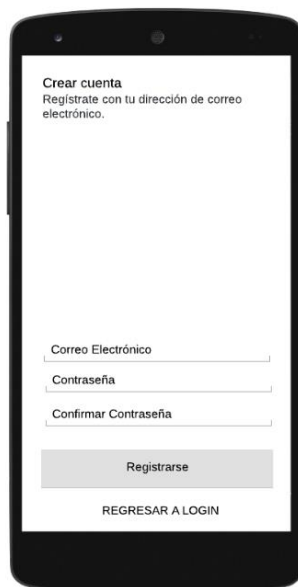 Crear cuenta
Regístrate con tu dirección de correo
electrónico.
Correo Electrónico
Contraseña
Confirmar Contraseña
Registrarse
REGRESAR A LOGIN